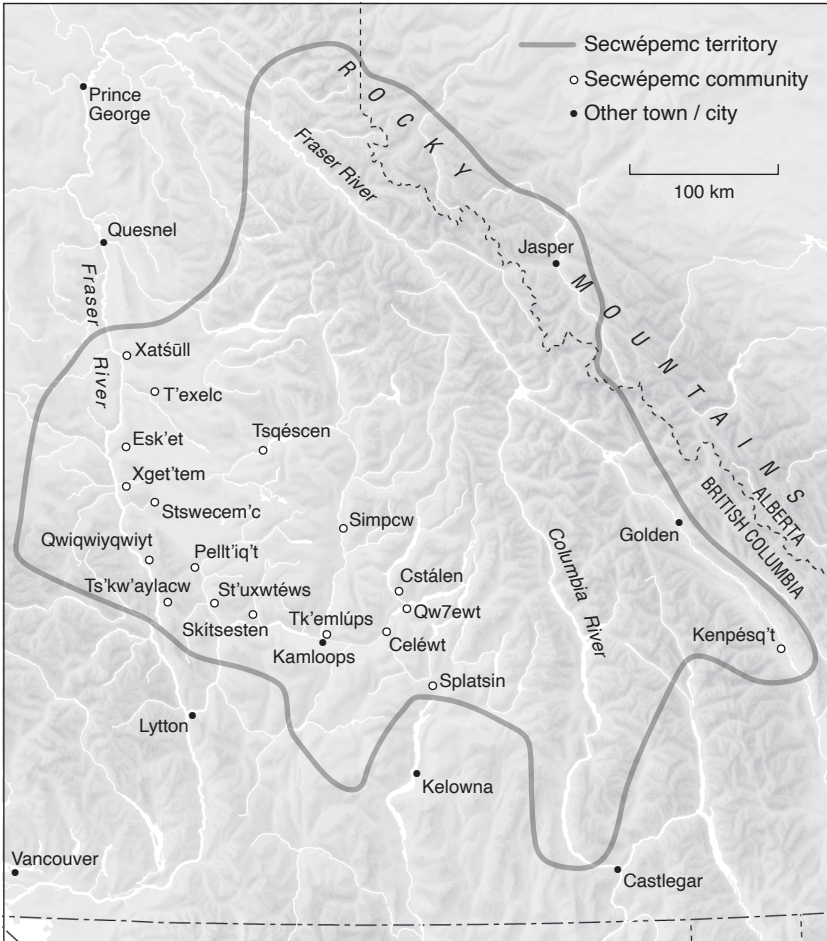 Secwépemc territory
Secwépemc community
Other town / city
100 km
Prince
George
ROCKY
Fraser River
Quesnel
Jasper
Fraser
River
MOUNTAINS
Xatśūll
T'exelc
Esk'et
Tsqéscen
Xget'tem
Stswecem'c
Simpcw
ALBERTA
BRITISH COLUMBIA
Golden
Qwiqwiyqwiyt
Pellt'iq't
Columbia River
Cstálen
Ts'kw'aylacw
St'uxwtéws
Qw7ewt
Skítsesten
Tk'emlúps
Kamloops
Celéwt
Kenpésq't
Splatsin
Lytton
Kelowna
Vancouver
Castlegar